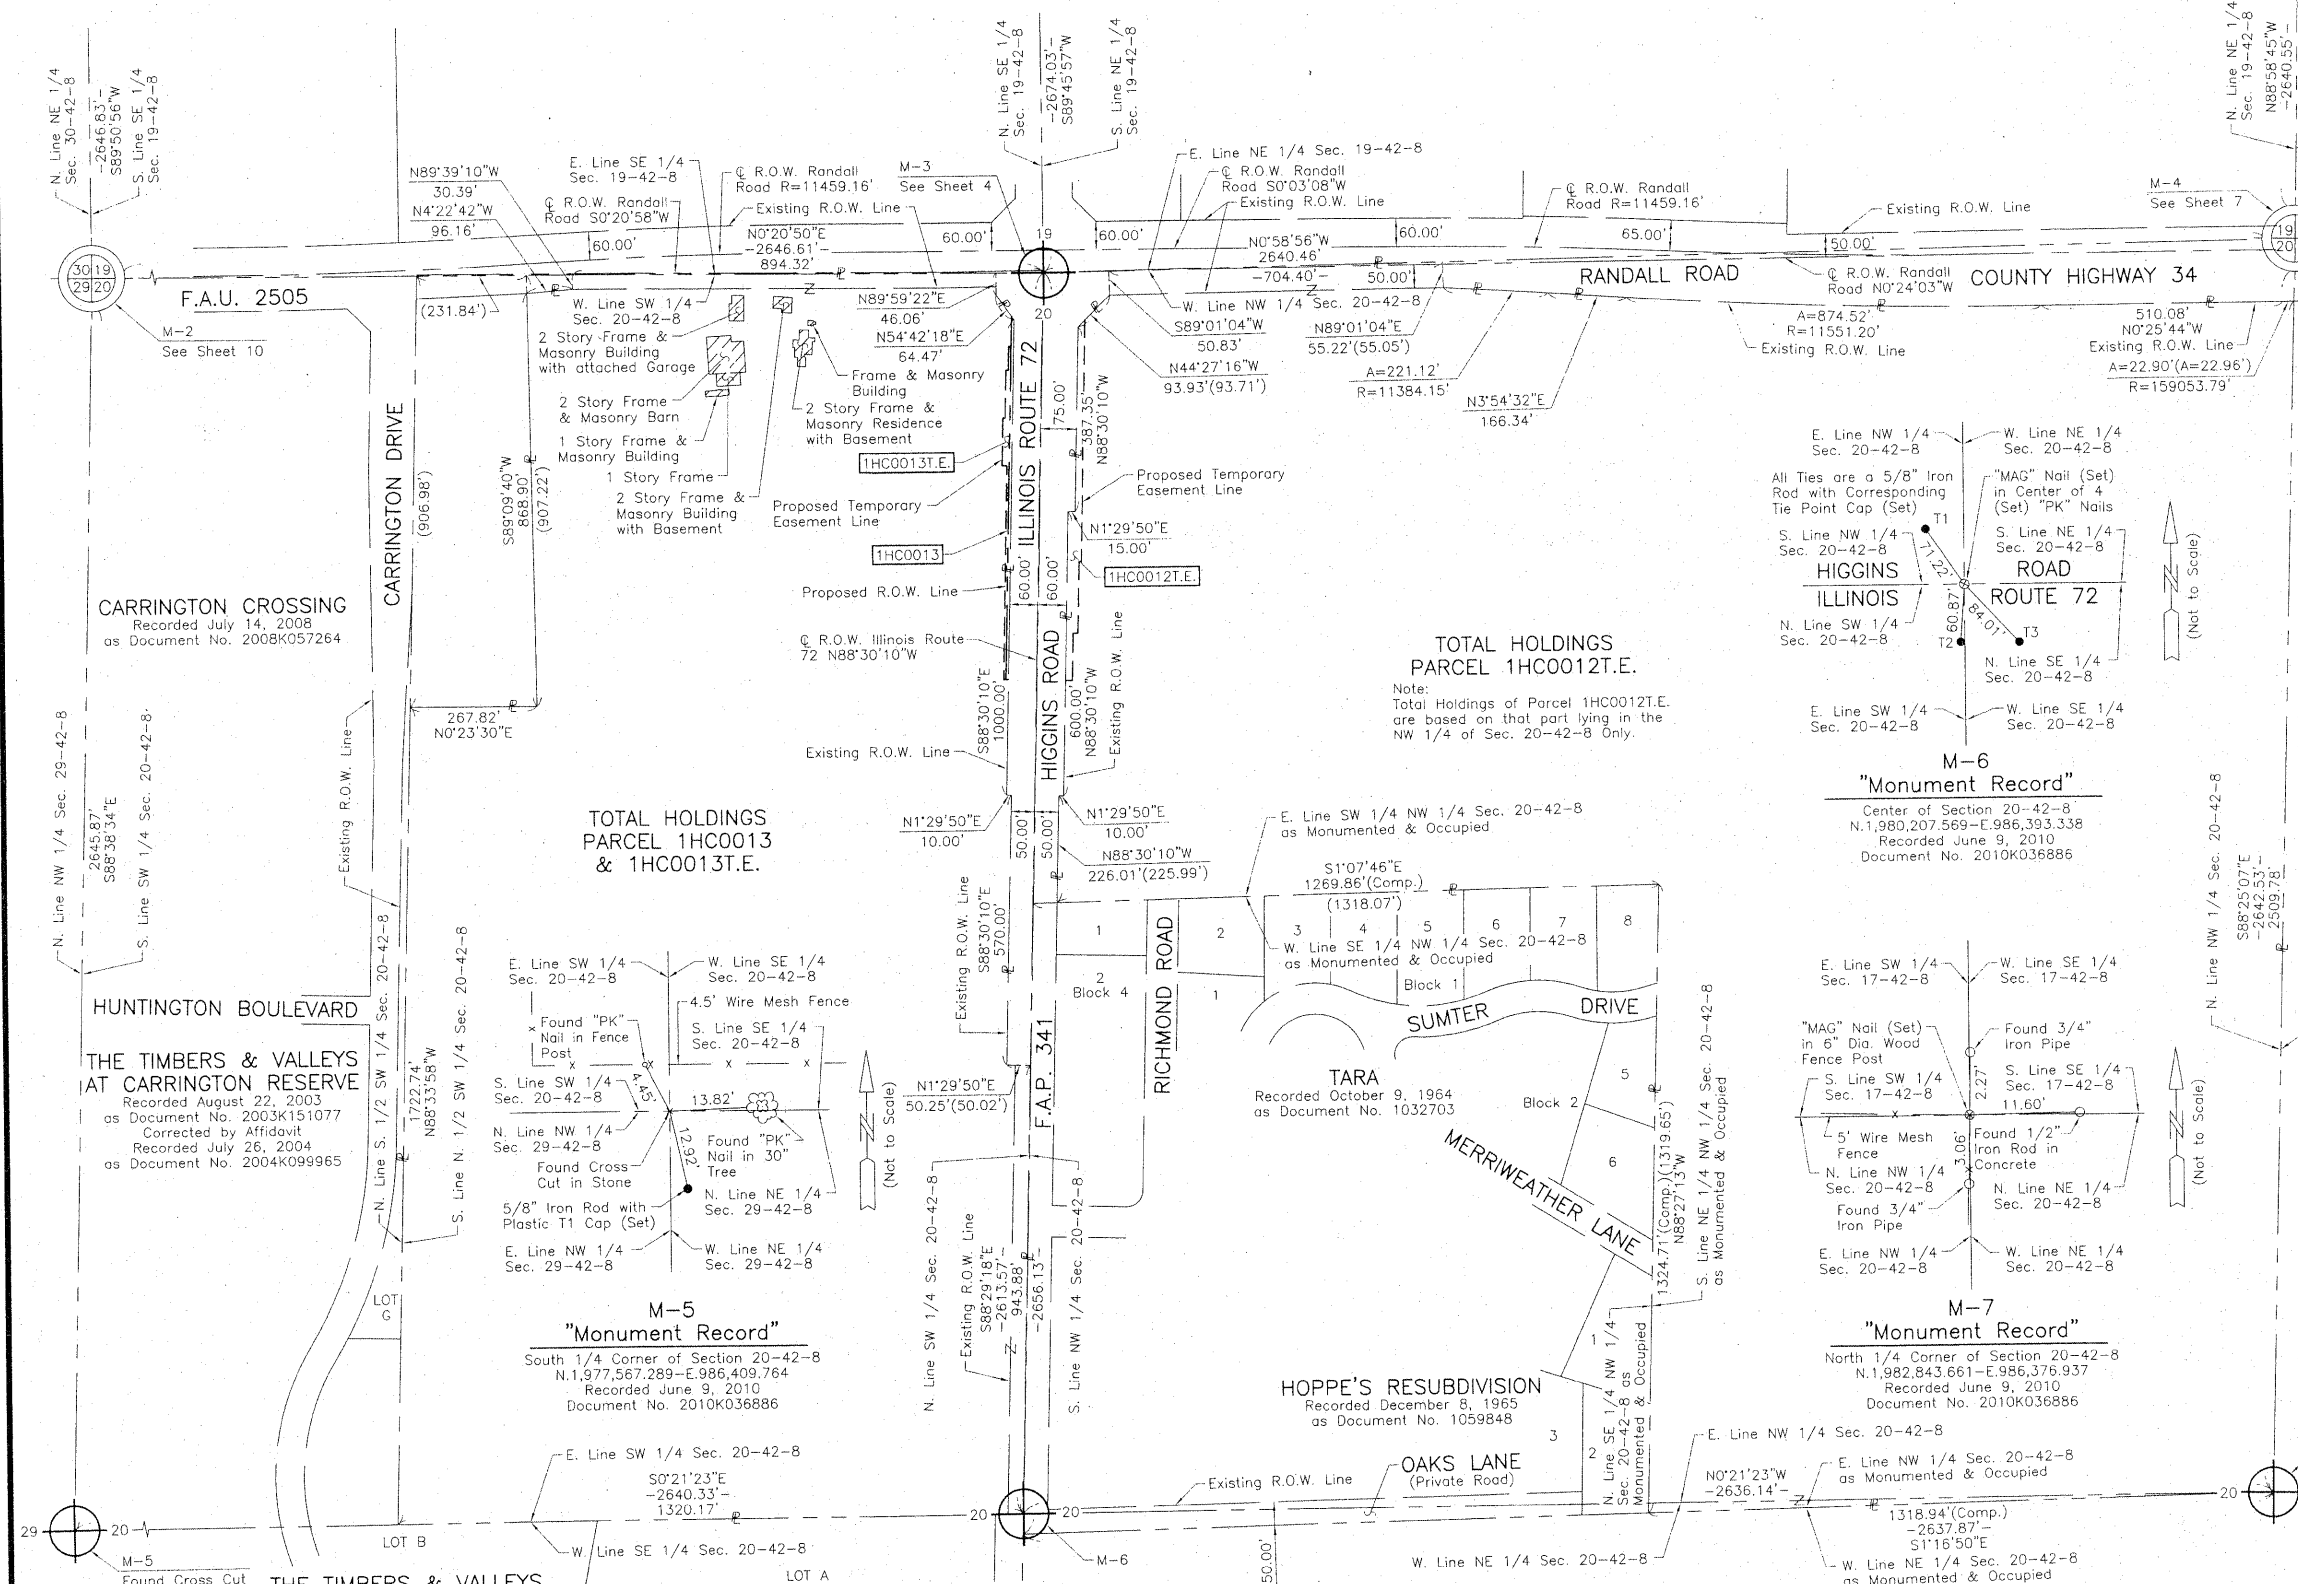 N. Line NE 1/4
Sec. 30-42-8
-2646.83'-
S89°50'56"W
S. Line SE 1/4
Sec. 19-42-8
N89°39'10"W
30.39'
N4°22'42"W
96.16'
E. Line SE 1/4
Sec. 19-42-8
℄ R.O.W. Randall
Road S0°20'58"W
60.00'
℄ R.O.W. Randall
Road R=11459.16'
Existing R.O.W. Line
N0°20'50"E
-2646.61'-
894.32'
M-3
See Sheet 4
60.00'
N. Line SE 1/4
Sec. 19-42-8
-2674.03'-
S89°45'57"W
S. Line NE 1/4
Sec. 19-42-8
19
20
60.00'
E. Line NE 1/4 Sec. 19-42-8
℄ R.O.W. Randall
Road S0°03'08"W
Existing R.O.W. Line
N0°58'56"W
2640.46'
-704.40'-
60.00'
50.00'
℄ R.O.W. Randall
Road R=11459.16'
65.00'
Existing R.O.W. Line
50.00'
M-4
See Sheet 7
N. Line NE 1/4
Sec. 19-42-8
N88°58'45"W
-2640.55'-
19
20
30 19
29 20
F.A.U. 2505
M-2
See Sheet 10
(231.84')
W. Line SW 1/4
Sec. 20-42-8
2 Story Frame &
Masonry Building
with attached Garage
2 Story Frame
& Masonry Barn
1 Story Frame &
Masonry Building
1 Story Frame
2 Story Frame &
Masonry Building
with Basement
N89°59'22"E
46.06'
N54°42'18"E
64.47'
Frame & Masonry
Building
2 Story Frame &
Masonry Residence
with Basement
1HC0013T.E.
Proposed Temporary
Easement Line
1HC0013
Proposed R.O.W. Line
℄ R.O.W. Illinois Route
72 N88°30'10"W
ILLINOIS ROUTE 72
75.00'
387.35'
N88°30'10"W
60.00'
60.00'
W. Line NW 1/4 Sec. 20-42-8
S89°01'04"W
50.83'
N44°27'16"W
93.93'(93.71')
N89°01'04"E
55.22'(55.05')
A=221.12'
R=11384.15'
N3°54'32"E
166.34'
RANDALL ROAD
℄ R.O.W. Randall
Road N0°24'03"W
COUNTY HIGHWAY 34
A=874.52'
R=11551.20'
Existing R.O.W. Line
510.08'
N0°25'44"W
Existing R.O.W. Line
A=22.90'(A=22.96')
R=159053.79'
CARRINGTON DRIVE
(906.98')
S89°09'40"W
868.90'
(907.22')
Proposed Temporary
Easement Line
N1°29'50"E
15.00'
1HC0012T.E.
CARRINGTON CROSSING
Recorded July 14, 2008
as Document No. 2008K057264
267.82'
N0°23'30"E
Existing R.O.W. Line
S88°30'10"E
1000.00'
HIGGINS ROAD
600.00'
N88°30'10"W
Existing R.O.W. Line
Existing R.O.W. Line
TOTAL HOLDINGS
PARCEL 1HC0012T.E.
Note:
Total Holdings of Parcel 1HC0012T.E.
are based on that part lying in the
NW 1/4 of Sec. 20-42-8 Only.
E. Line NW 1/4
Sec. 20-42-8
W. Line NE 1/4
Sec. 20-42-8
All Ties are a 5/8" Iron
Rod with Corresponding
Tie Point Cap (Set)
"MAG" Nail (Set)
in Center of 4
(Set) "PK" Nails
T1
S. Line NW 1/4
Sec. 20-42-8
71.22'
S. Line NE 1/4
Sec. 20-42-8
HIGGINS
ROAD
ILLINOIS
ROUTE 72
N. Line SW 1/4
Sec. 20-42-8
60.87'
84.01'
T2
T3
N. Line SE 1/4
Sec. 20-42-8
E. Line SW 1/4
Sec. 20-42-8
W. Line SE 1/4
Sec. 20-42-8
(Not to Scale)
M-6
"Monument Record"
Center of Section 20-42-8
N.1,980,207.569-E.986,393.338
Recorded June 9, 2010
Document No. 2010K036886
N. Line NW 1/4 Sec. 29-42-8
2645.87'
S88°38'34"E
S. Line SW 1/4 Sec. 20-42-8
TOTAL HOLDINGS
PARCEL 1HC0013
& 1HC0013T.E.
N1°29'50"E
10.00'
50.00'
50.00'
N1°29'50"E
10.00'
N88°30'10"W
226.01'(225.99')
E. Line SW 1/4 NW 1/4 Sec. 20-42-8
as Monumented & Occupied
S1°07'46"E
1269.86'(Comp.)
(1318.07')
Existing R.O.W. Line
S88°30'10"E
570.00'
1
2
Block 4
RICHMOND ROAD
2
1
3
4
5
6
7
8
W. Line SE 1/4 NW 1/4 Sec. 20-42-8
as Monumented & Occupied
Block 1
SUMTER
DRIVE
N. Line NW 1/4 Sec. 20-42-8
S88°25'07"E
-2642.53'-
2509.78'
HUNTINGTON BOULEVARD
THE TIMBERS & VALLEYS
AT CARRINGTON RESERVE
Recorded August 22, 2003
as Document No. 2003K151077
Corrected by Affidavit
Recorded July 26, 2004
as Document No. 2004K099965
N. Line S. 1/2 SW 1/4 Sec. 20-42-8
1722.74'
N88°33'58"W
S. Line N. 1/2 SW 1/4 Sec. 20-42-8
E. Line SW 1/4
Sec. 20-42-8
W. Line SE 1/4
Sec. 20-42-8
4.5' Wire Mesh Fence
Found "PK"
Nail in Fence
Post
S. Line SE 1/4
Sec. 20-42-8
S. Line SW 1/4
Sec. 20-42-8
4.45'
13.82'
N. Line NW 1/4
Sec. 29-42-8
12.92'
Found "PK"
Nail in 30"
Tree
Found Cross
Cut in Stone
5/8" Iron Rod with
Plastic T1 Cap (Set)
N. Line NE 1/4
Sec. 29-42-8
E. Line NW 1/4
Sec. 29-42-8
W. Line NE 1/4
Sec. 29-42-8
(Not to Scale)
M-5
"Monument Record"
South 1/4 Corner of Section 20-42-8
N.1,977,567.289-E.986,409.764
Recorded June 9, 2010
Document No. 2010K036886
N1°29'50"E
50.25'(50.02')
F.A.P. 341
N. Line SW 1/4 Sec. 20-42-8
Existing R.O.W. Line
S88°29'18"E
-2613.57'-
943.88'
-2656.13'-
S. Line NW 1/4 Sec. 20-42-8
TARA
Recorded October 9, 1964
as Document No. 1032703
Block 2
5
6
MERRIWEATHER LANE
1324.71'(Comp.)(1319.65')
N88°27'13"W
S. Line NE 1/4 NW 1/4 Sec. 20-42-8
as Monumented & Occupied
E. Line SW 1/4
Sec. 17-42-8
W. Line SE 1/4
Sec. 17-42-8
"MAG" Nail (Set)
in 6" Dia. Wood
Fence Post
Found 3/4"
Iron Pipe
S. Line SW 1/4
Sec. 17-42-8
2.27'
S. Line SE 1/4
Sec. 17-42-8
11.60'
5' Wire Mesh
Fence
3.06'
Found 1/2"
Iron Rod in
Concrete
N. Line NW 1/4
Sec. 20-42-8
N. Line NE 1/4
Sec. 20-42-8
Found 3/4"
Iron Pipe
E. Line NW 1/4
Sec. 20-42-8
W. Line NE 1/4
Sec. 20-42-8
(Not to Scale)
M-7
"Monument Record"
North 1/4 Corner of Section 20-42-8
N.1,982,843.661-E.986,376.937
Recorded June 9, 2010
Document No. 2010K036886
LOT
G
HOPPE'S RESUBDIVISION
Recorded December 8, 1965
as Document No. 1059848
1
2
3
N. Line SE 1/4 NW 1/4
Sec. 20-42-8 as
Monumented & Occupied
E. Line SW 1/4 Sec. 20-42-8
S0°21'23"E
-2640.33'-
1320.17'
Existing R.O.W. Line
OAKS LANE
(Private Road)
E. Line NW 1/4 Sec. 20-42-8
N0°21'23"W
-2636.14'-
E. Line NW 1/4 Sec. 20-42-8
as Monumented & Occupied
29
20
LOT B
20
20
20
W. Line SE 1/4 Sec. 20-42-8
M-6
50.00'
W. Line NE 1/4 Sec. 20-42-8
1318.94'(Comp.)
-2637.87'-
S1°16'50"E
W. Line NE 1/4 Sec. 20-42-8
as Monumented & Occupied
M-5
Found Cross Cut
THE TIMBERS & VALLEYS
LOT A